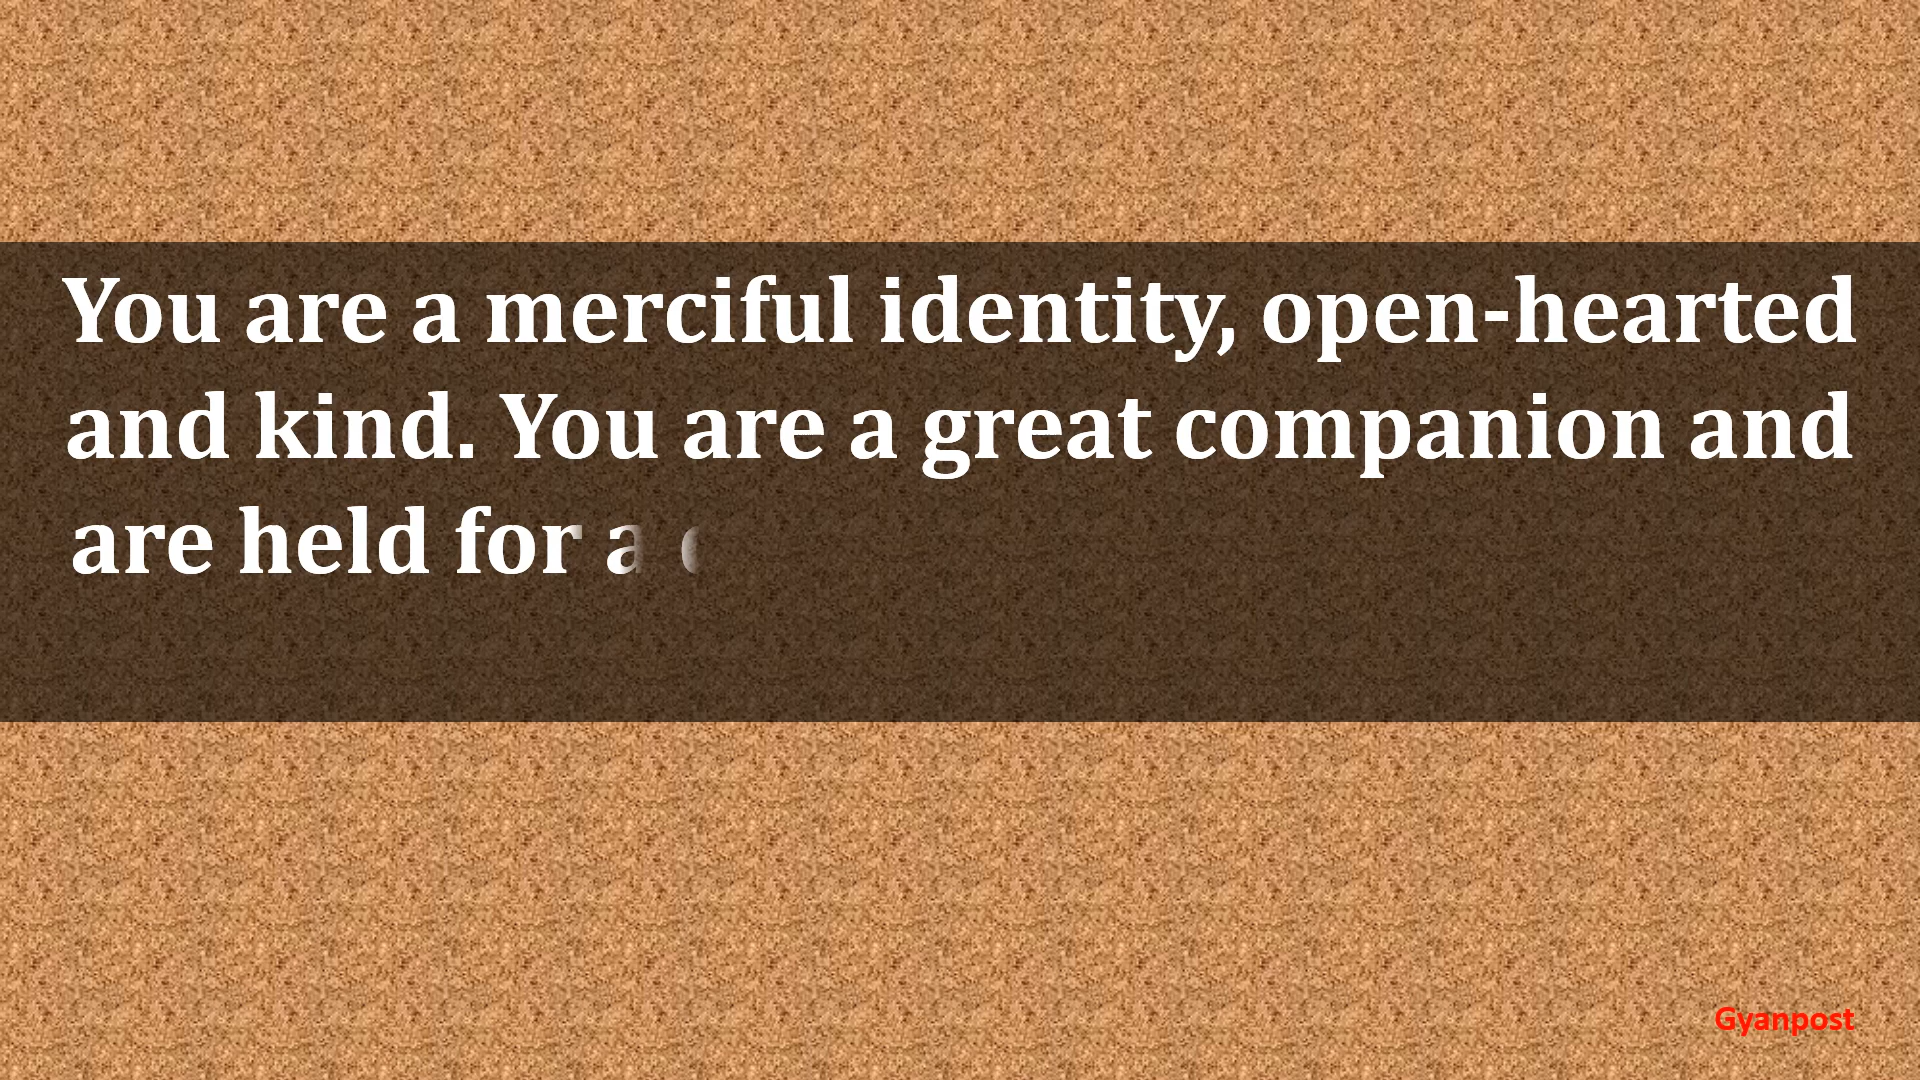 You are a merciful identity, open-hearted
and kind. You are a great companion and
are held for a
Gyanpost